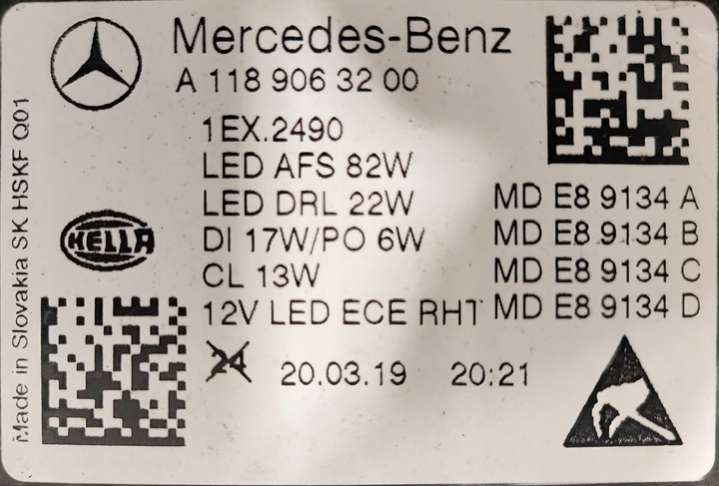 Mercedes-Benz
A 118 906 32 00
1EX.2490
LED AFS 82W
LED DRL 22W
DI 17W/PO 6W
CL 13W
12V LED ECE RHT
MD E8 9134 A
MD E8 9134 B
MD E8 9134 C
MD E8 9134 D
HELLA
Made in Slovakia SK HSKF Q01
24
20.03.19 20:21